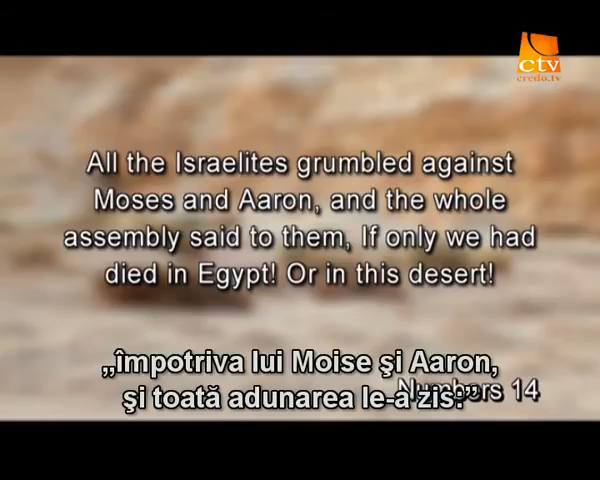 ctv
credo.tv
All the Israelites grumbled against
Moses and Aaron, and the whole
assembly said to them, If only we had
died in Egypt! Or in this desert!
„împotriva lui Moise şi Aaron,
şi toată adunarea le-a zis:”
Numbers 14